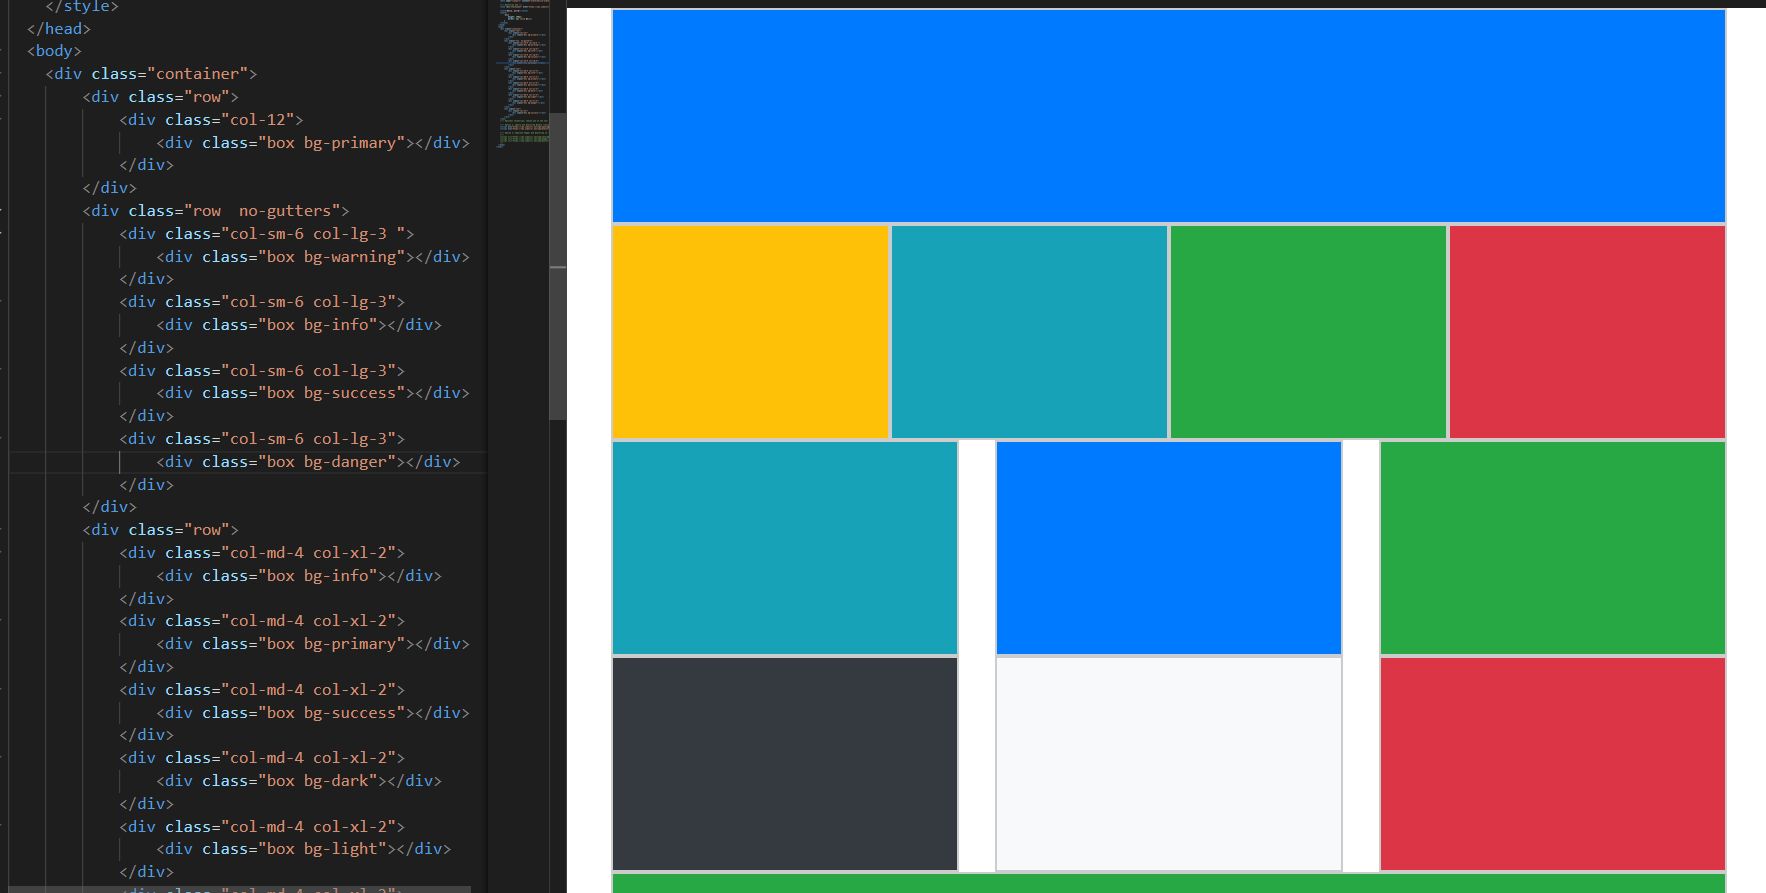 </style>
</head>
<body>
<div class="container">
<div class="row">
<div class="col-12">
<div class="box bg-primary"></div>
</div>
</div>
<div class="row  no-gutters">
<div class="col-sm-6 col-lg-3 ">
<div class="box bg-warning"></div>
</div>
<div class="col-sm-6 col-lg-3">
<div class="box bg-info"></div>
</div>
<div class="col-sm-6 col-lg-3">
<div class="box bg-success"></div>
</div>
<div class="col-sm-6 col-lg-3">
<div class="box bg-danger"></div>
</div>
</div>
<div class="row">
<div class="col-md-4 col-xl-2">
<div class="box bg-info"></div>
</div>
<div class="col-md-4 col-xl-2">
<div class="box bg-primary"></div>
</div>
<div class="col-md-4 col-xl-2">
<div class="box bg-success"></div>
</div>
<div class="col-md-4 col-xl-2">
<div class="box bg-dark"></div>
</div>
<div class="col-md-4 col-xl-2">
<div class="box bg-light"></div>
</div>